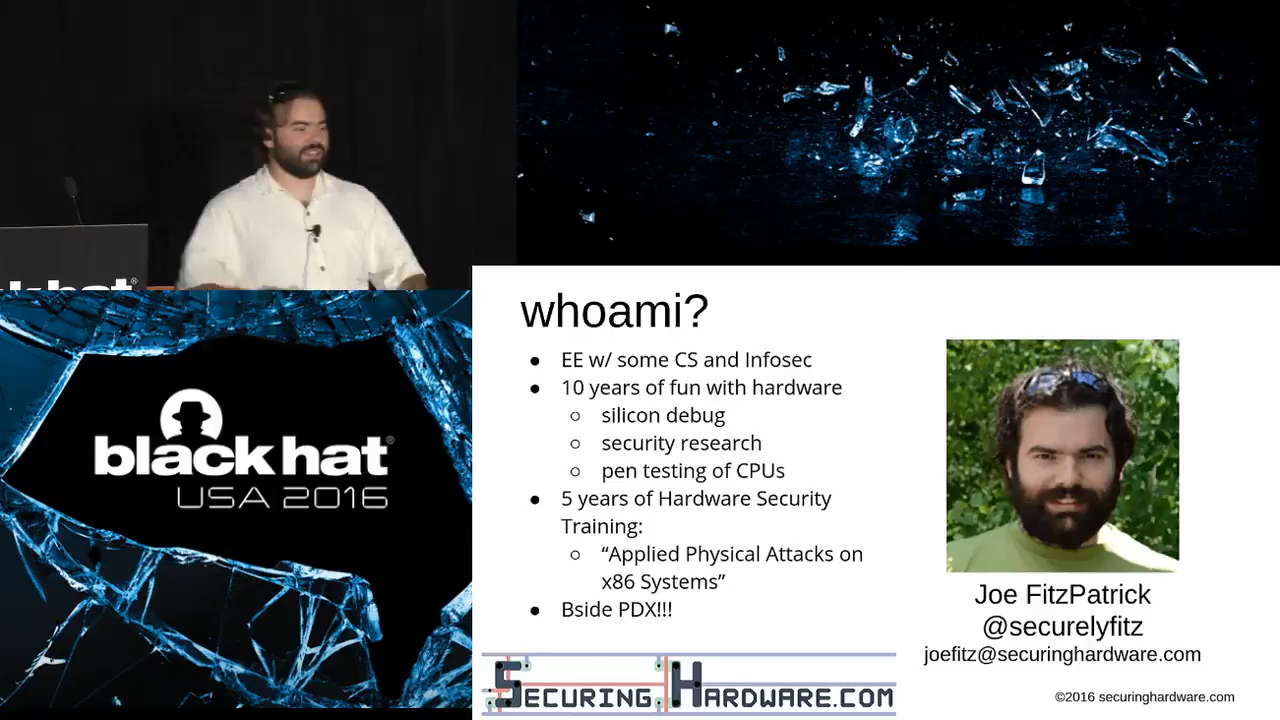 ck hat®
black hat®
USA 2016
whoami?
● EE w/ some CS and Infosec
● 10 years of fun with hardware
○ silicon debug
○ security research
○ pen testing of CPUs
● 5 years of Hardware Security
Training:
○ “Applied Physical Attacks on
x86 Systems”
● Bside PDX!!!
Joe FitzPatrick
@securelyfitz
joefitz@securinghardware.com
SECURING HARDWARE.COM
©2016 securinghardware.com